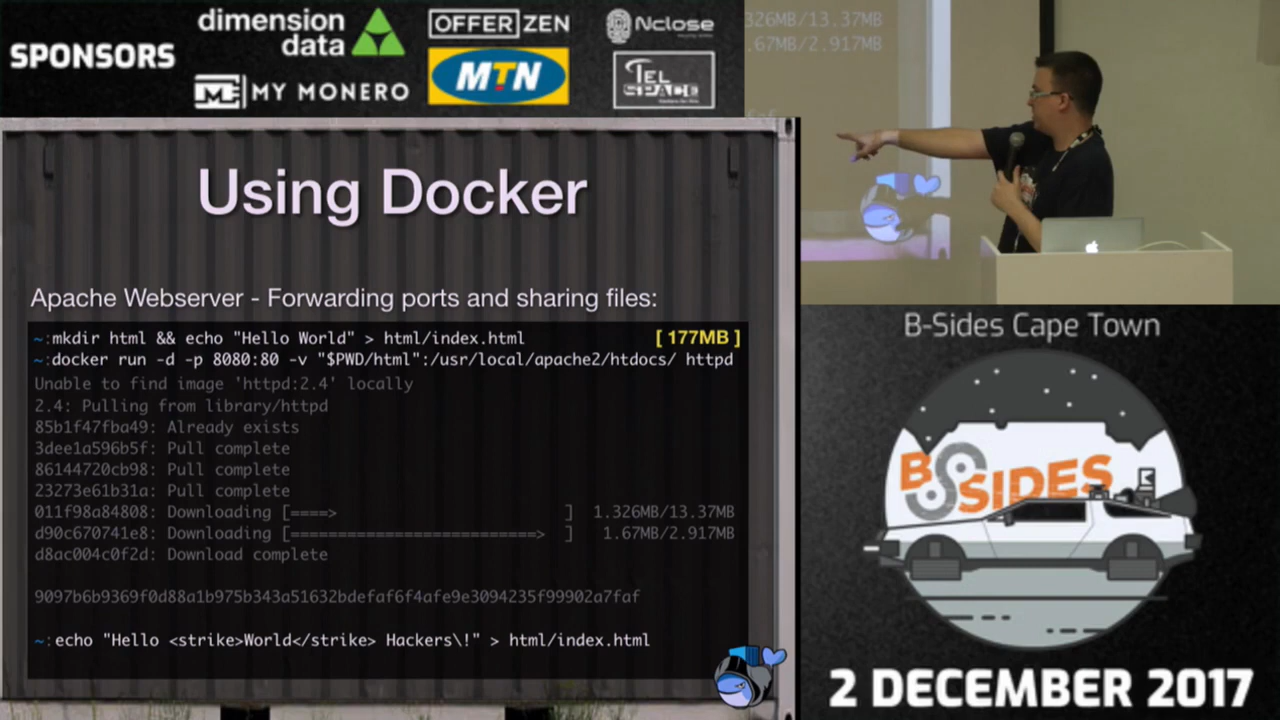 SPONSORS
dimension
data
OFFERZEN
Nclose
MY MONERO
MTN
TEL
SPACE
326MB/13.37MB
.67MB/2.917MB
Using Docker
Apache Webserver - Forwarding ports and sharing files:
~:mkdir html && echo "Hello World" > html/index.html [ 177MB ]
~:docker run -d -p 8080:80 -v "$PWD/html":/usr/local/apache2/htdocs/ httpd
Unable to find image 'httpd:2.4' locally
2.4: Pulling from library/httpd
85b1f47fba49: Already exists
3dee1a596b5f: Pull complete
86144720cb98: Pull complete
23273e61b31a: Pull complete
011f98a84808: Downloading [====> ] 1.326MB/13.37MB
d90c670741e8: Downloading [==========================> ] 1.67MB/2.917MB
d8ac004c0f2d: Download complete
9097b6b9369f0d88a1b975b343a51632bdefaf6f4afe9e3094235f99902a7faf
~:echo "Hello <strike>World</strike> Hackers\!" > html/index.html
B-Sides Cape Town
BSIDES
2 DECEMBER 2017